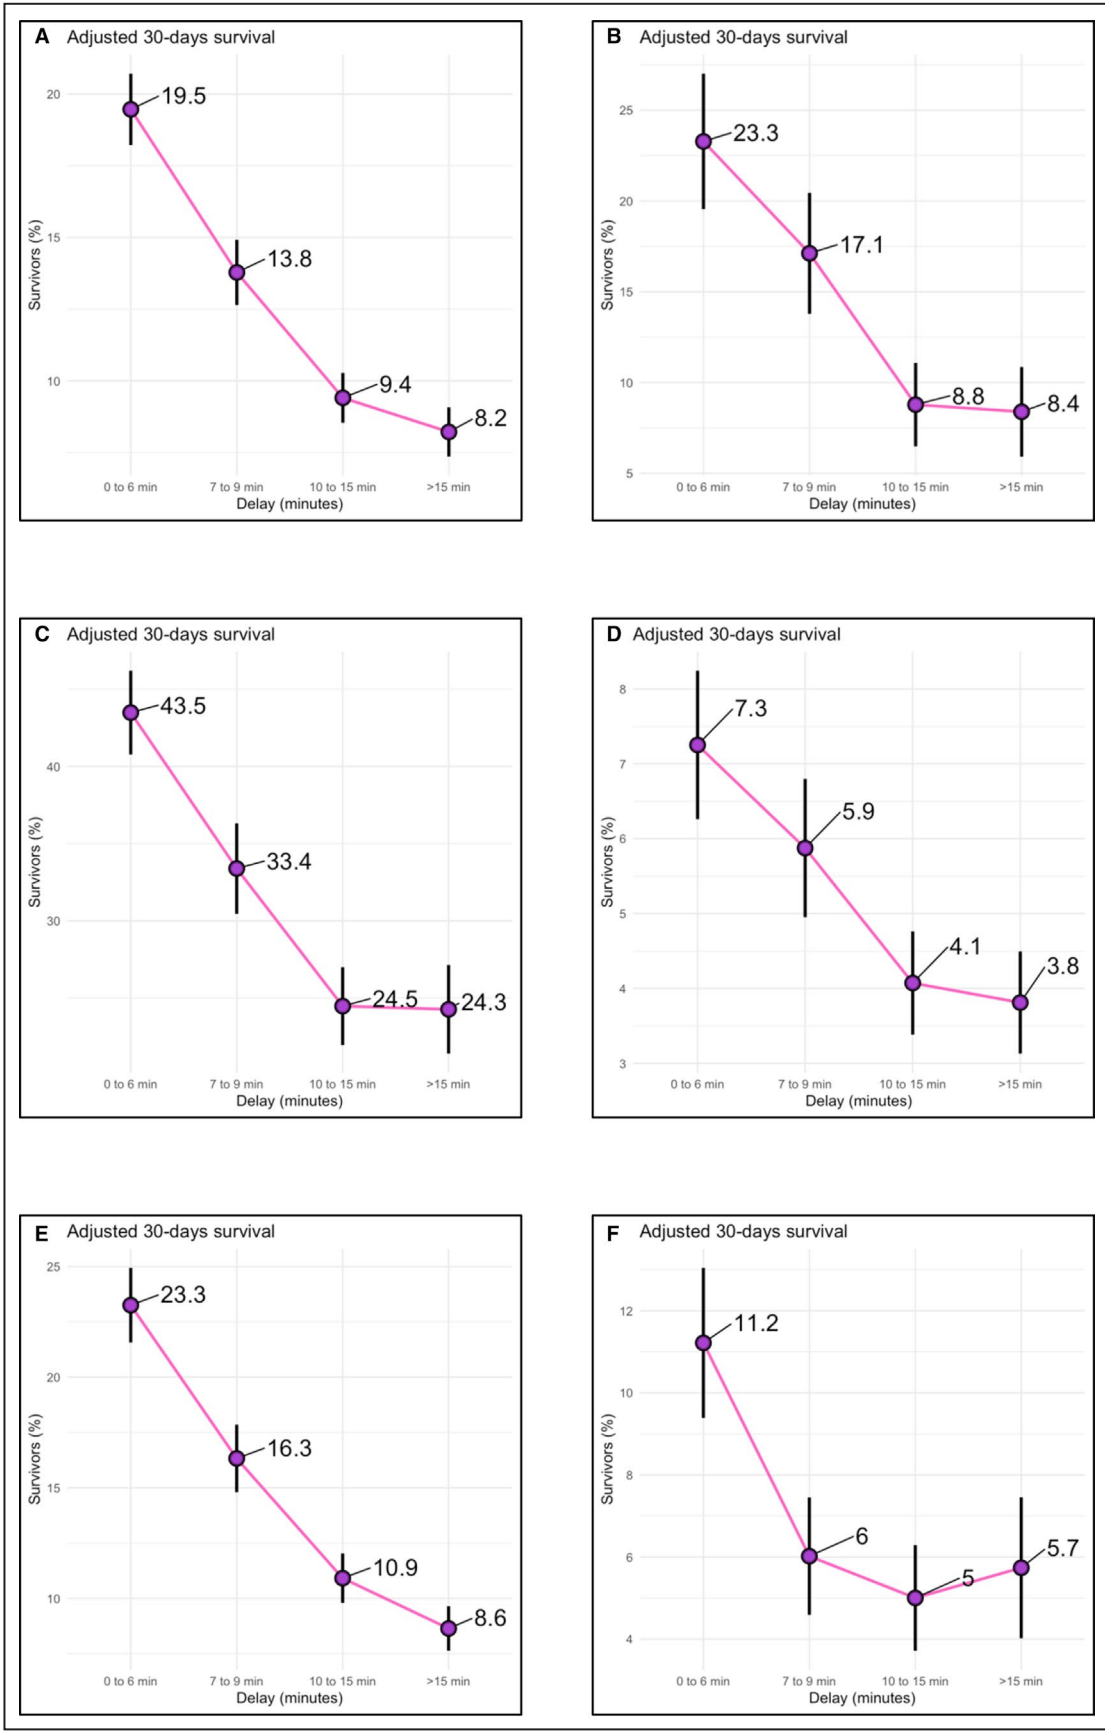 A Adjusted 30-days survival
20
15
10
Survivors (%)
19.5
13.8
9.4
8.2
0 to 6 min 7 to 9 min 10 to 15 min >15 min
Delay (minutes)
B Adjusted 30-days survival
25
20
15
10
5
Survivors (%)
23.3
17.1
8.8
8.4
0 to 6 min 7 to 9 min 10 to 15 min >15 min
Delay (minutes)
C Adjusted 30-days survival
40
30
Survivors (%)
43.5
33.4
24.5
24.3
0 to 6 min 7 to 9 min 10 to 15 min >15 min
Delay (minutes)
D Adjusted 30-days survival
8
7
6
5
4
3
Survivors (%)
7.3
5.9
4.1
3.8
0 to 6 min 7 to 9 min 10 to 15 min >15 min
Delay (minutes)
E Adjusted 30-days survival
25
20
15
10
Survivors (%)
23.3
16.3
10.9
8.6
0 to 6 min 7 to 9 min 10 to 15 min >15 min
Delay (minutes)
F Adjusted 30-days survival
12
10
8
6
4
Survivors (%)
11.2
6
5
5.7
0 to 6 min 7 to 9 min 10 to 15 min >15 min
Delay (minutes)